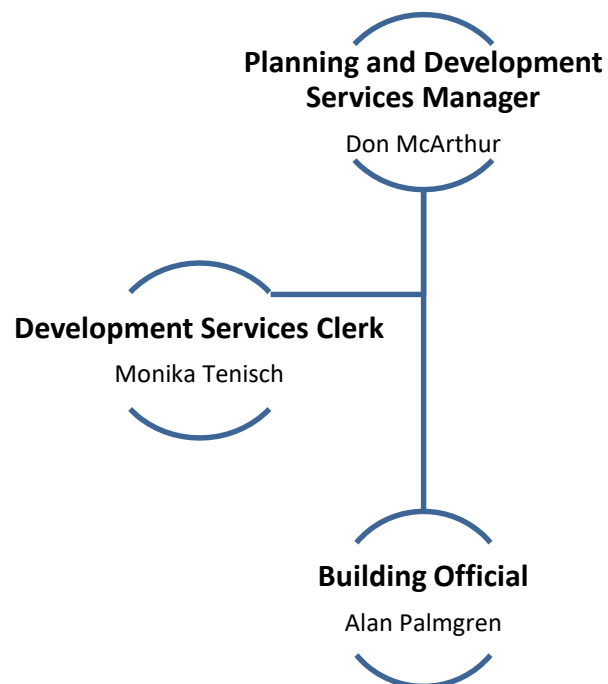 Planning and Development
Services Manager
Don McArthur
Development Services Clerk
Monika Tenisch
Building Official
Alan Palmgren